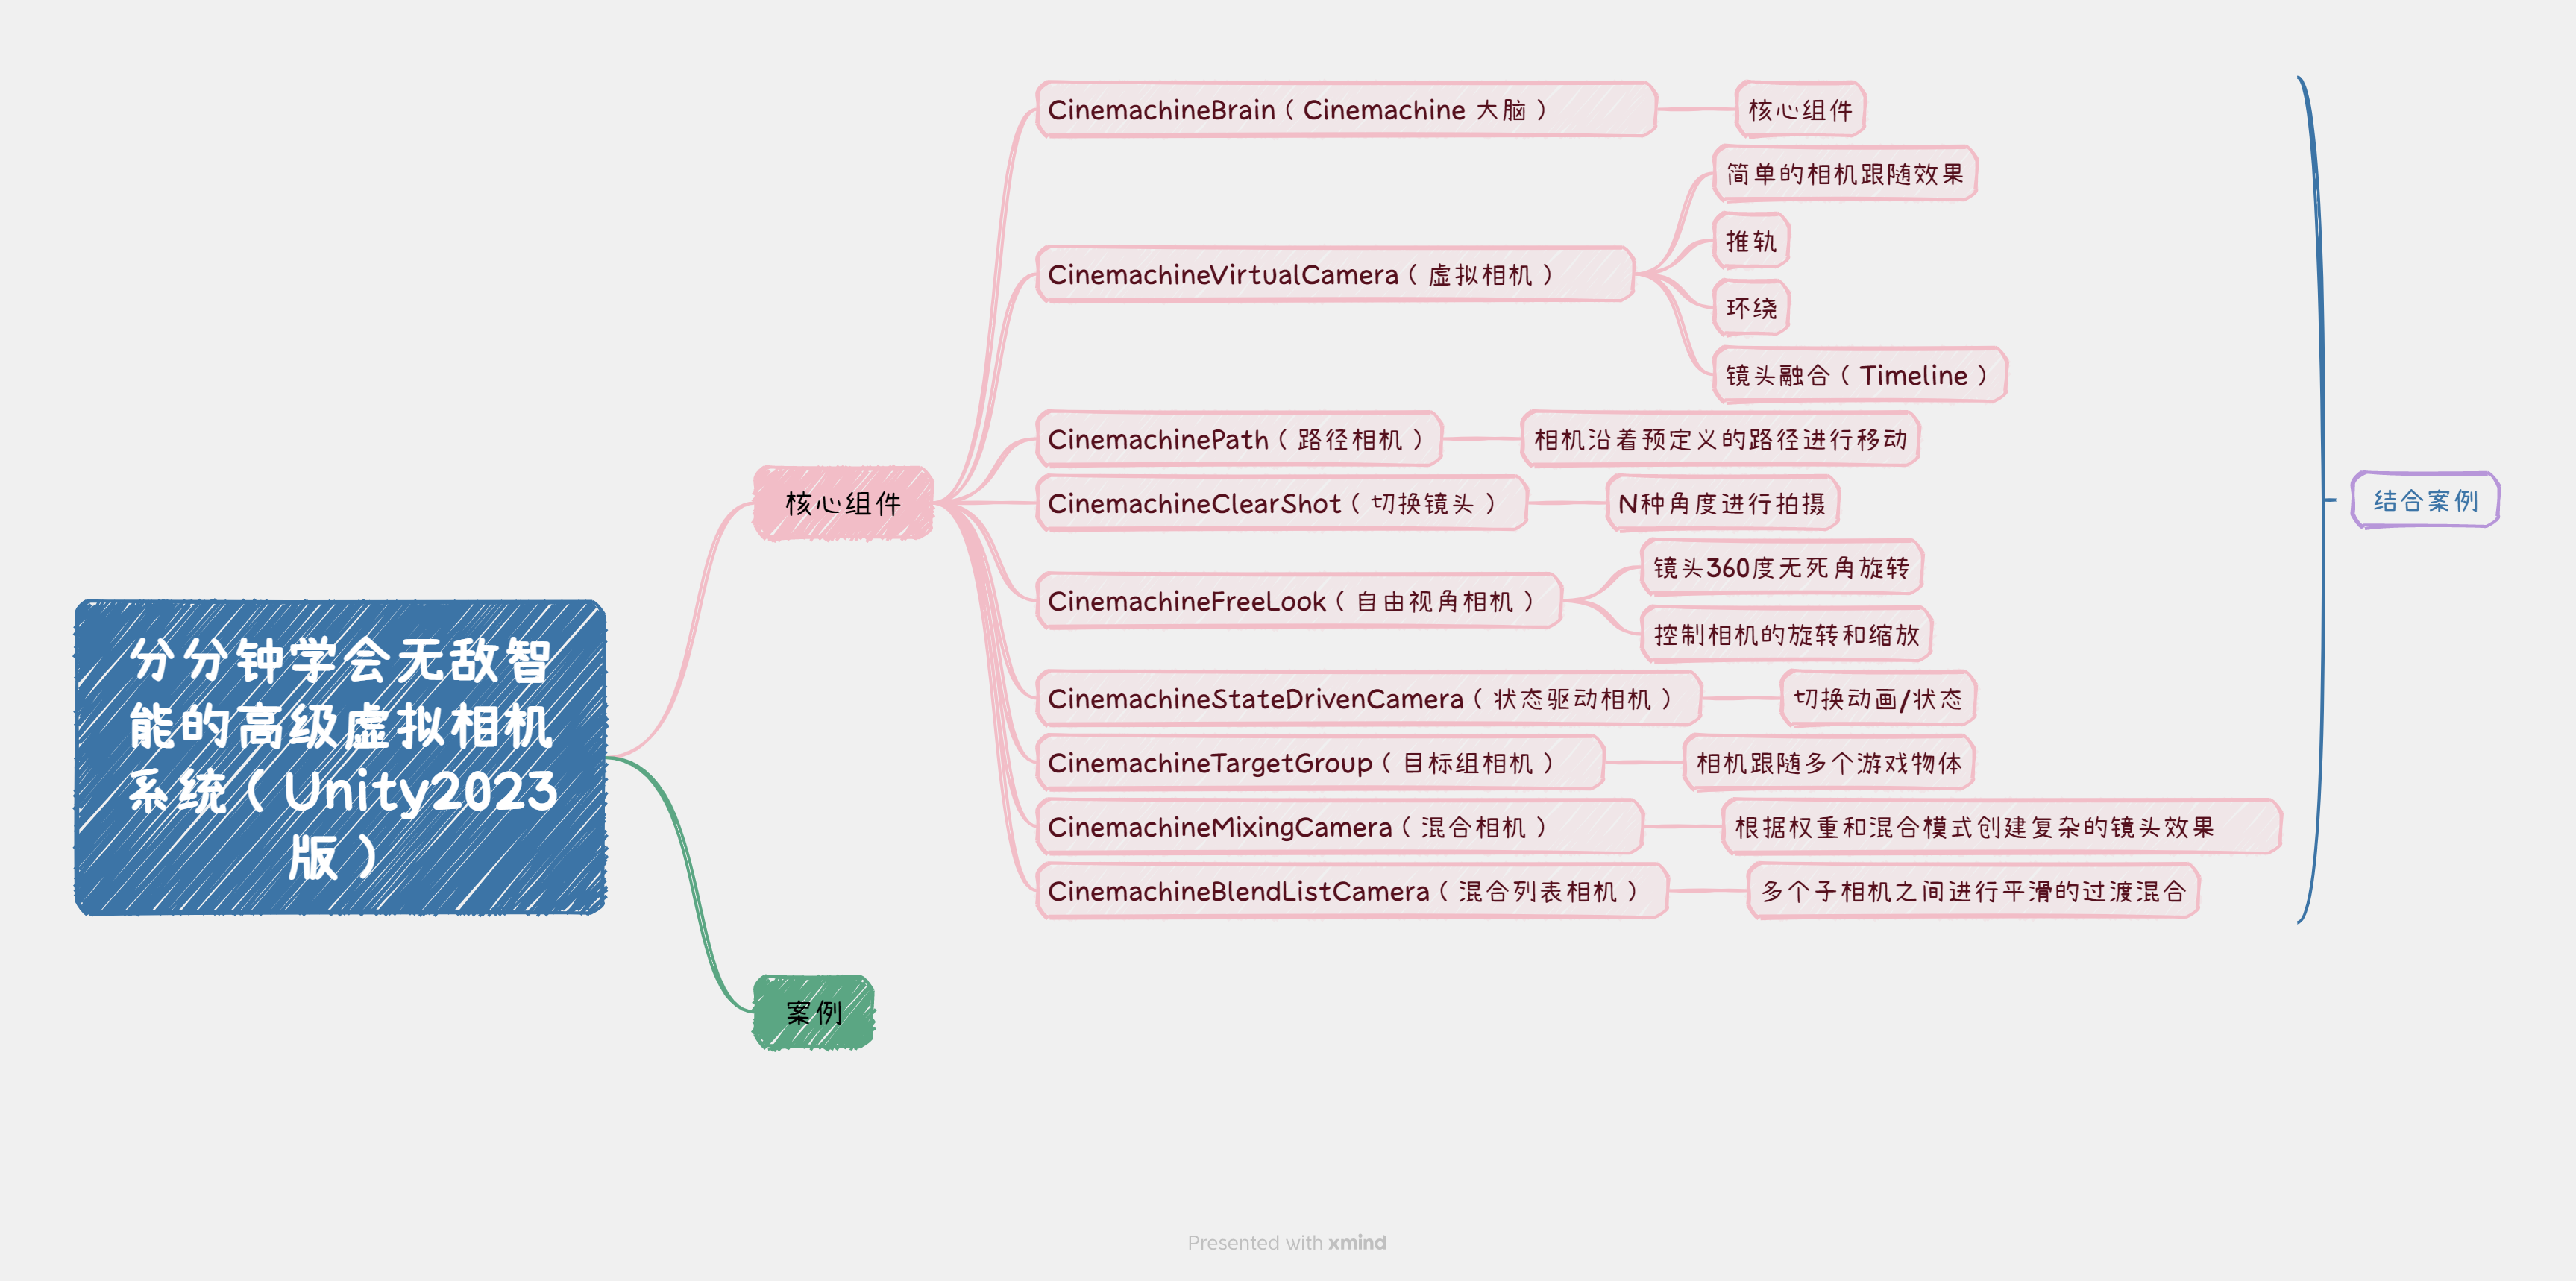 分分钟学会无敌智
能的高级虚拟相机
系统（Unity2023
版）
核心组件
CinemachineBrain（Cinemachine 大脑）
核心组件
CinemachineVirtualCamera（虚拟相机）
简单的相机跟随效果
推轨
环绕
镜头融合（Timeline）
CinemachinePath（路径相机）
相机沿着预定义的路径进行移动
CinemachineClearShot（切换镜头）
N种角度进行拍摄
CinemachineFreeLook（自由视角相机）
镜头360度无死角旋转
控制相机的旋转和缩放
CinemachineStateDrivenCamera（状态驱动相机）
切换动画/状态
CinemachineTargetGroup（目标组相机）
相机跟随多个游戏物体
CinemachineMixingCamera（混合相机）
根据权重和混合模式创建复杂的镜头效果
CinemachineBlendListCamera（混合列表相机）
多个子相机之间进行平滑的过渡混合
结合案例
案例
Presented with xmind